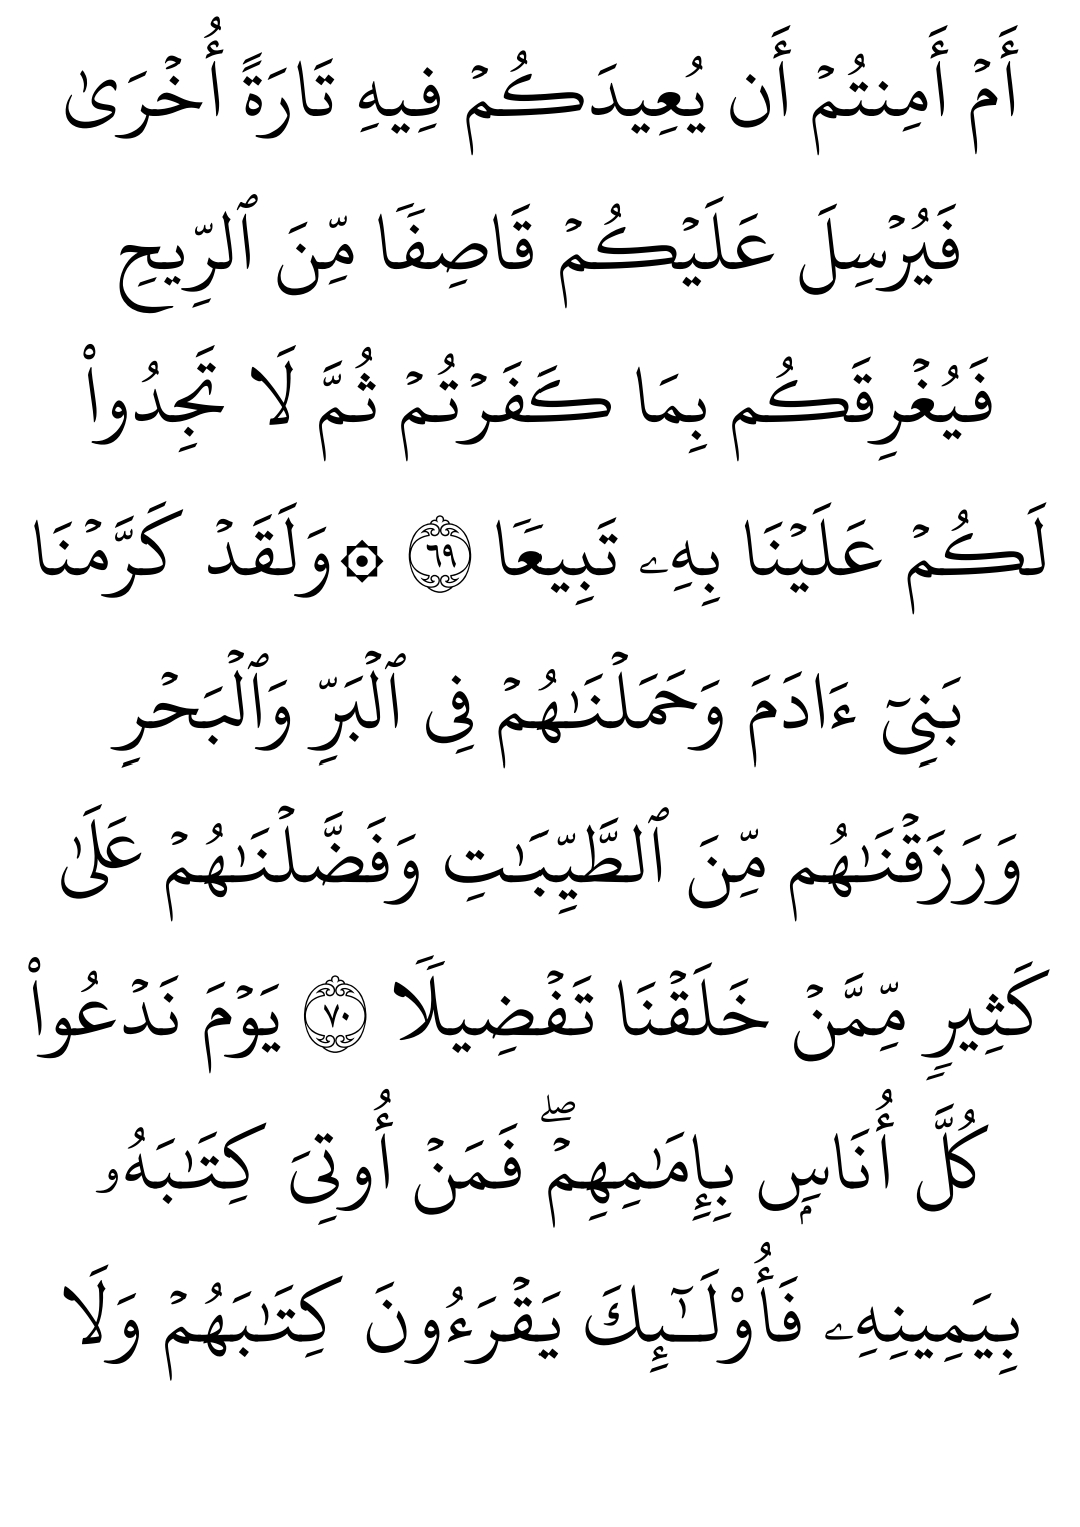 أَمۡ أَمِنتُمۡ أَن يُعِيدَكُمۡ فِيهِ تَارَةً أُخۡرَىٰ
فَيُرۡسِلَ عَلَيۡكُمۡ قَاصِفٗا مِّنَ ٱلرِّيحِ
فَيُغۡرِقَكُم بِمَا كَفَرۡتُمۡ ثُمَّ لَا تَجِدُواْ
لَكُمۡ عَلَيۡنَا بِهِۦ تَبِيعٗا ٦٩ ۞وَلَقَدۡ كَرَّمۡنَا
بَنِيٓ ءَادَمَ وَحَمَلۡنَٰهُمۡ فِي ٱلۡبَرِّ وَٱلۡبَحۡرِ
وَرَزَقۡنَٰهُم مِّنَ ٱلطَّيِّبَٰتِ وَفَضَّلۡنَٰهُمۡ عَلَىٰ
كَثِيرٖ مِّمَّنۡ خَلَقۡنَا تَفۡضِيلٗا ٧٠ يَوۡمَ نَدۡعُواْ
كُلَّ أُنَاسِۭ بِإِمَٰمِهِمۡۖ فَمَنۡ أُوتِيَ كِتَٰبَهُۥ
بِيَمِينِهِۦ فَأُوْلَٰٓئِكَ يَقۡرَءُونَ كِتَٰبَهُمۡ وَلَا